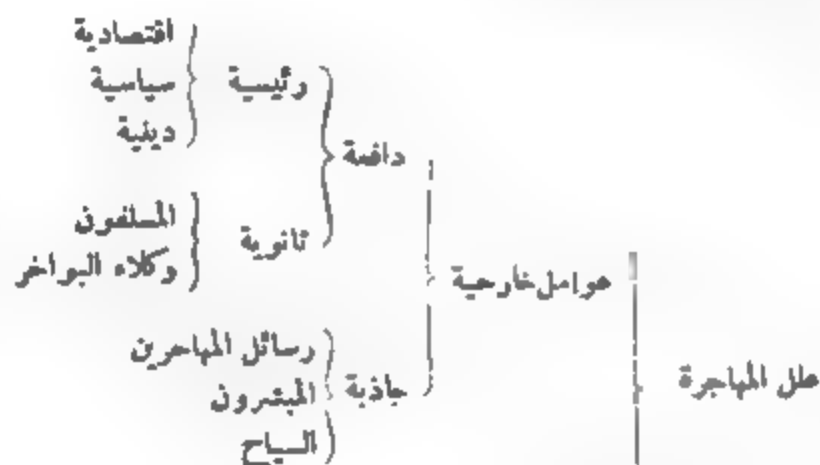 اقتصادية
سياسية
دينية
رئيسية
دافعة
المسلفون
وكلاء البواخر
ثانوية
عوامل خارجية
علل المهاجرة
رسائل المهاجرين
المبشرون
السياح
جاذبة